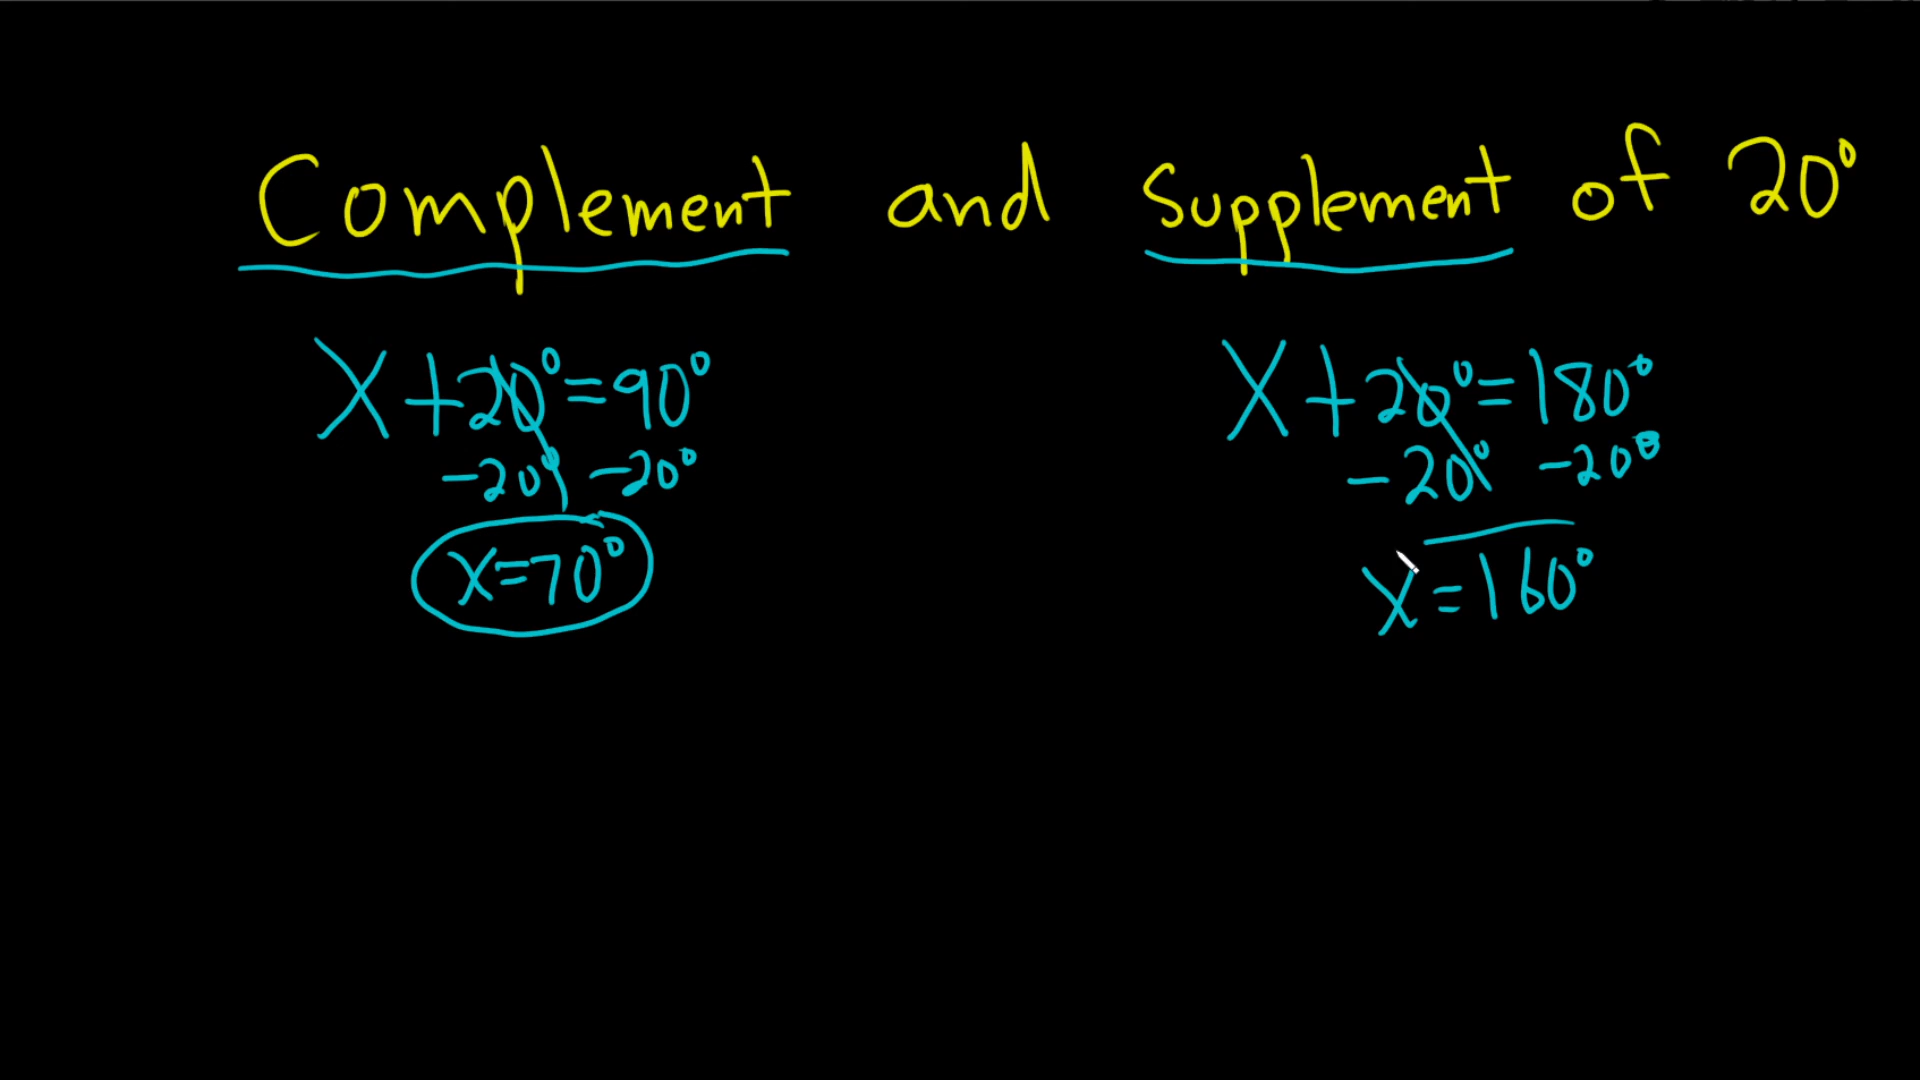 Complement and Supplement of 20°
x+20°=90°
-20° -20°
x=70°
x+20°=180°
-20° -20°
x=160°